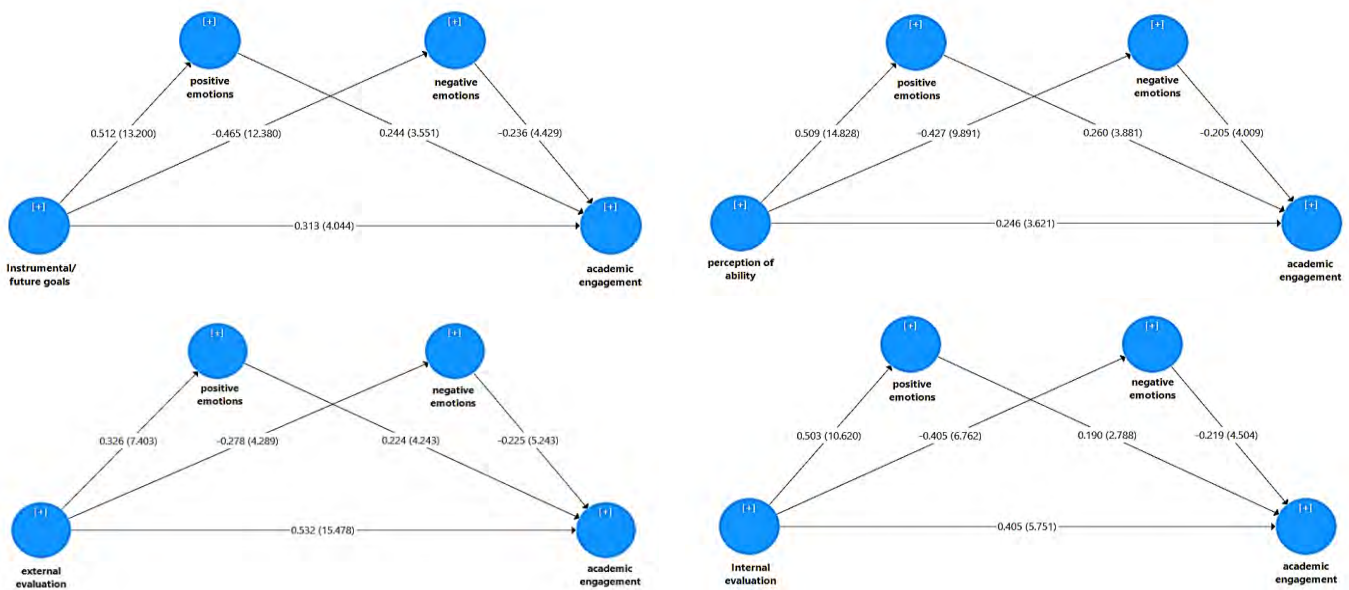 [+]
[+]
positive
emotions
negative
emotions
0.512 (13.200)
-0.465 (12.380)
0.244 (3.551)
-0.236 (4.429)
[+]
[+]
0.313 (4.044)
Instrumental/
future goals
academic
engagement
[+]
[+]
positive
emotions
negative
emotions
0.509 (14.828)
-0.427 (9.891)
0.260 (3.881)
-0.205 (4.009)
[+]
[+]
0.246 (3.621)
perception of
ability
academic
engagement
[+]
[+]
positive
emotions
negative
emotions
0.326 (7.403)
-0.278 (4.289)
0.224 (4.243)
-0.225 (5.243)
[+]
[+]
0.532 (15.478)
external
evaluation
academic
engagement
[+]
[+]
positive
emotions
negative
emotions
0.503 (10.620)
-0.405 (6.762)
0.190 (2.788)
-0.219 (4.504)
[+]
[+]
0.405 (5.751)
Internal
evaluation
academic
engagement